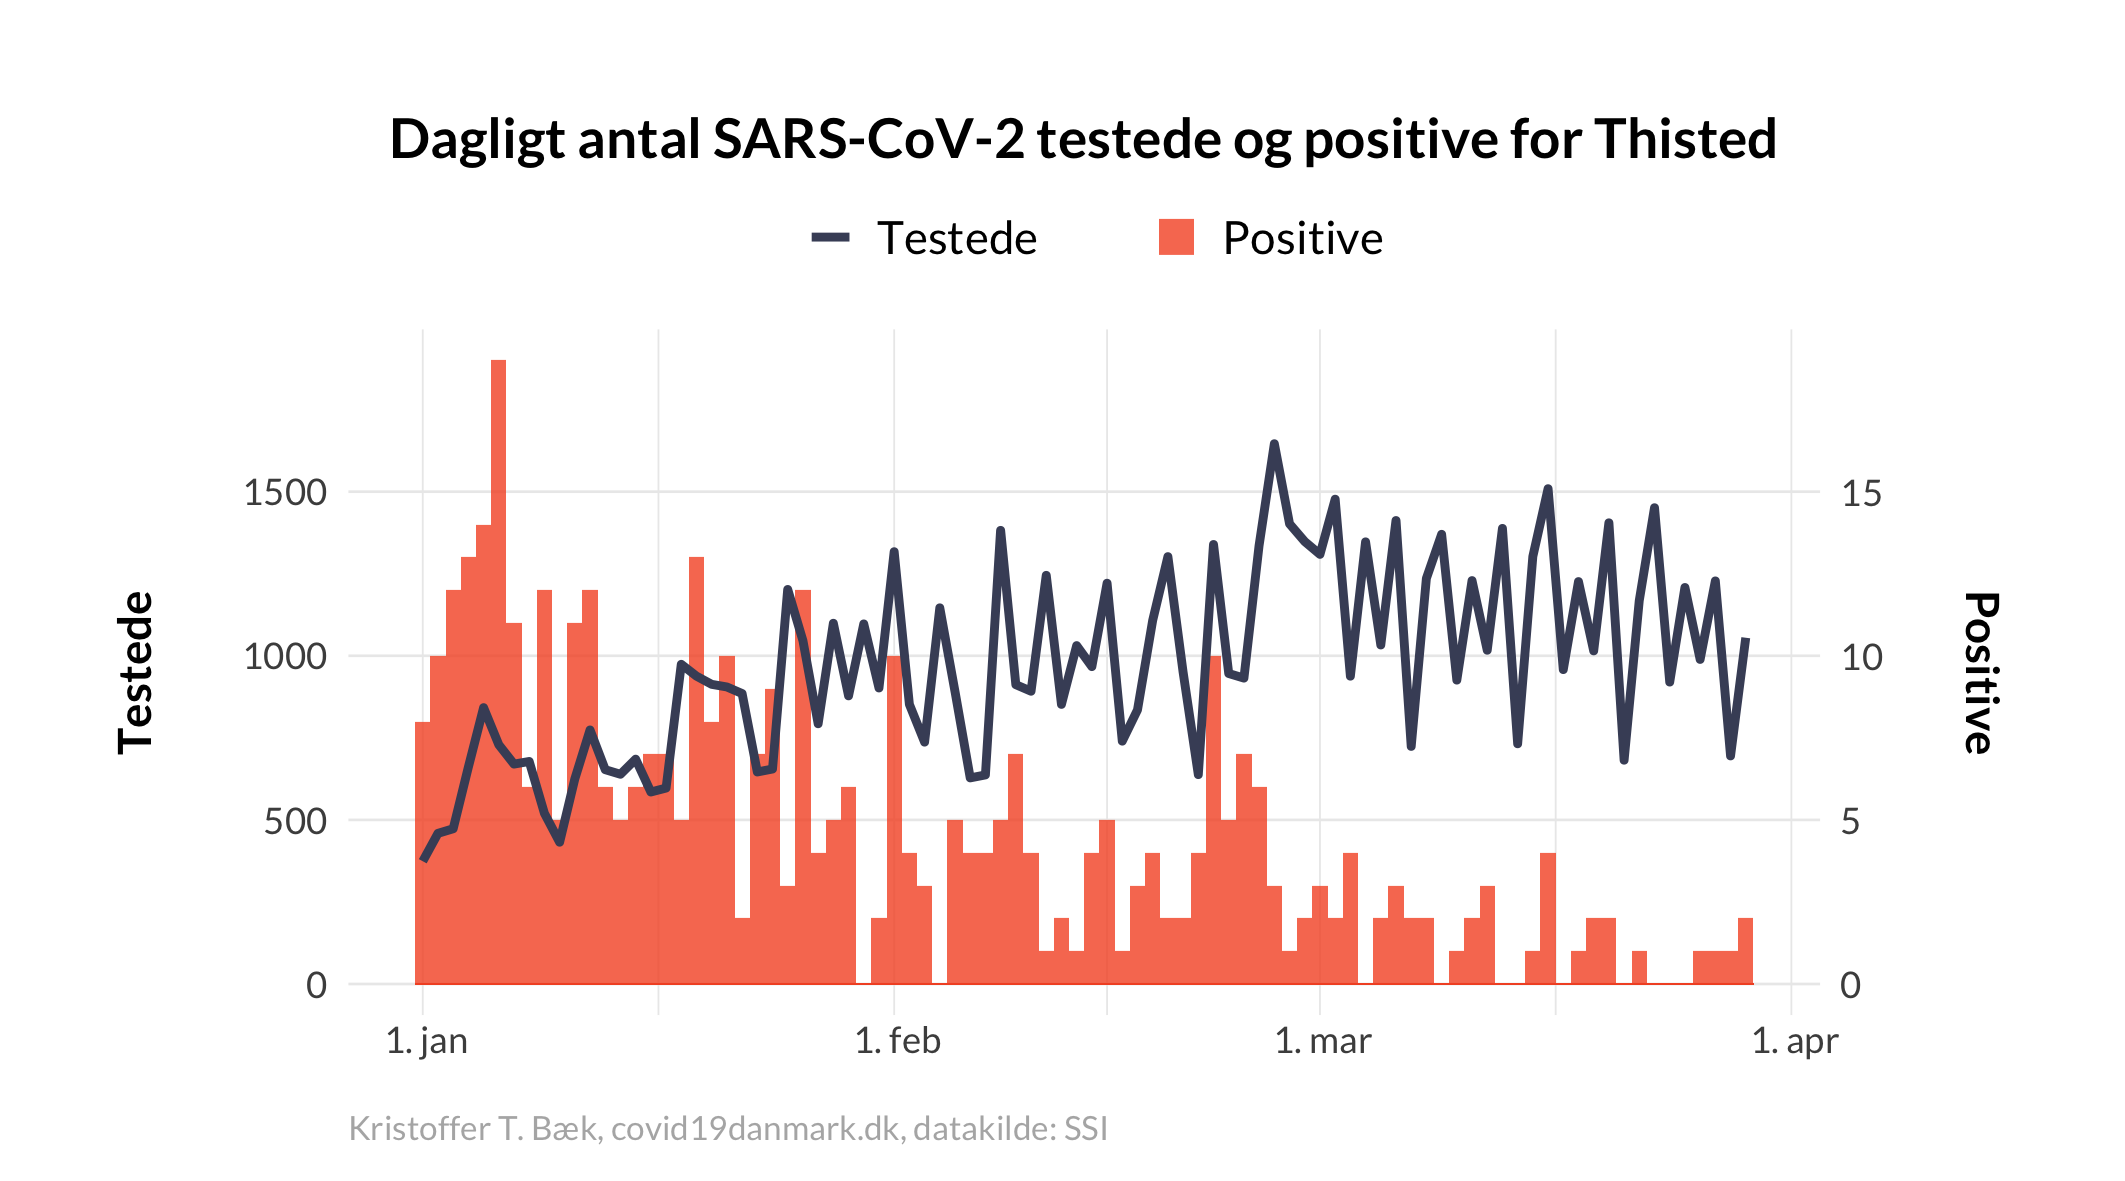 Dagligt antal SARS-CoV-2 testede og positive for Thisted
Testede
Positive
1500
1000
500
0
Testede
15
10
5
0
Positive
1. jan
1. feb
1. mar
1. apr
Kristoffer T. Bæk, covid19danmark.dk, datakilde: SSI